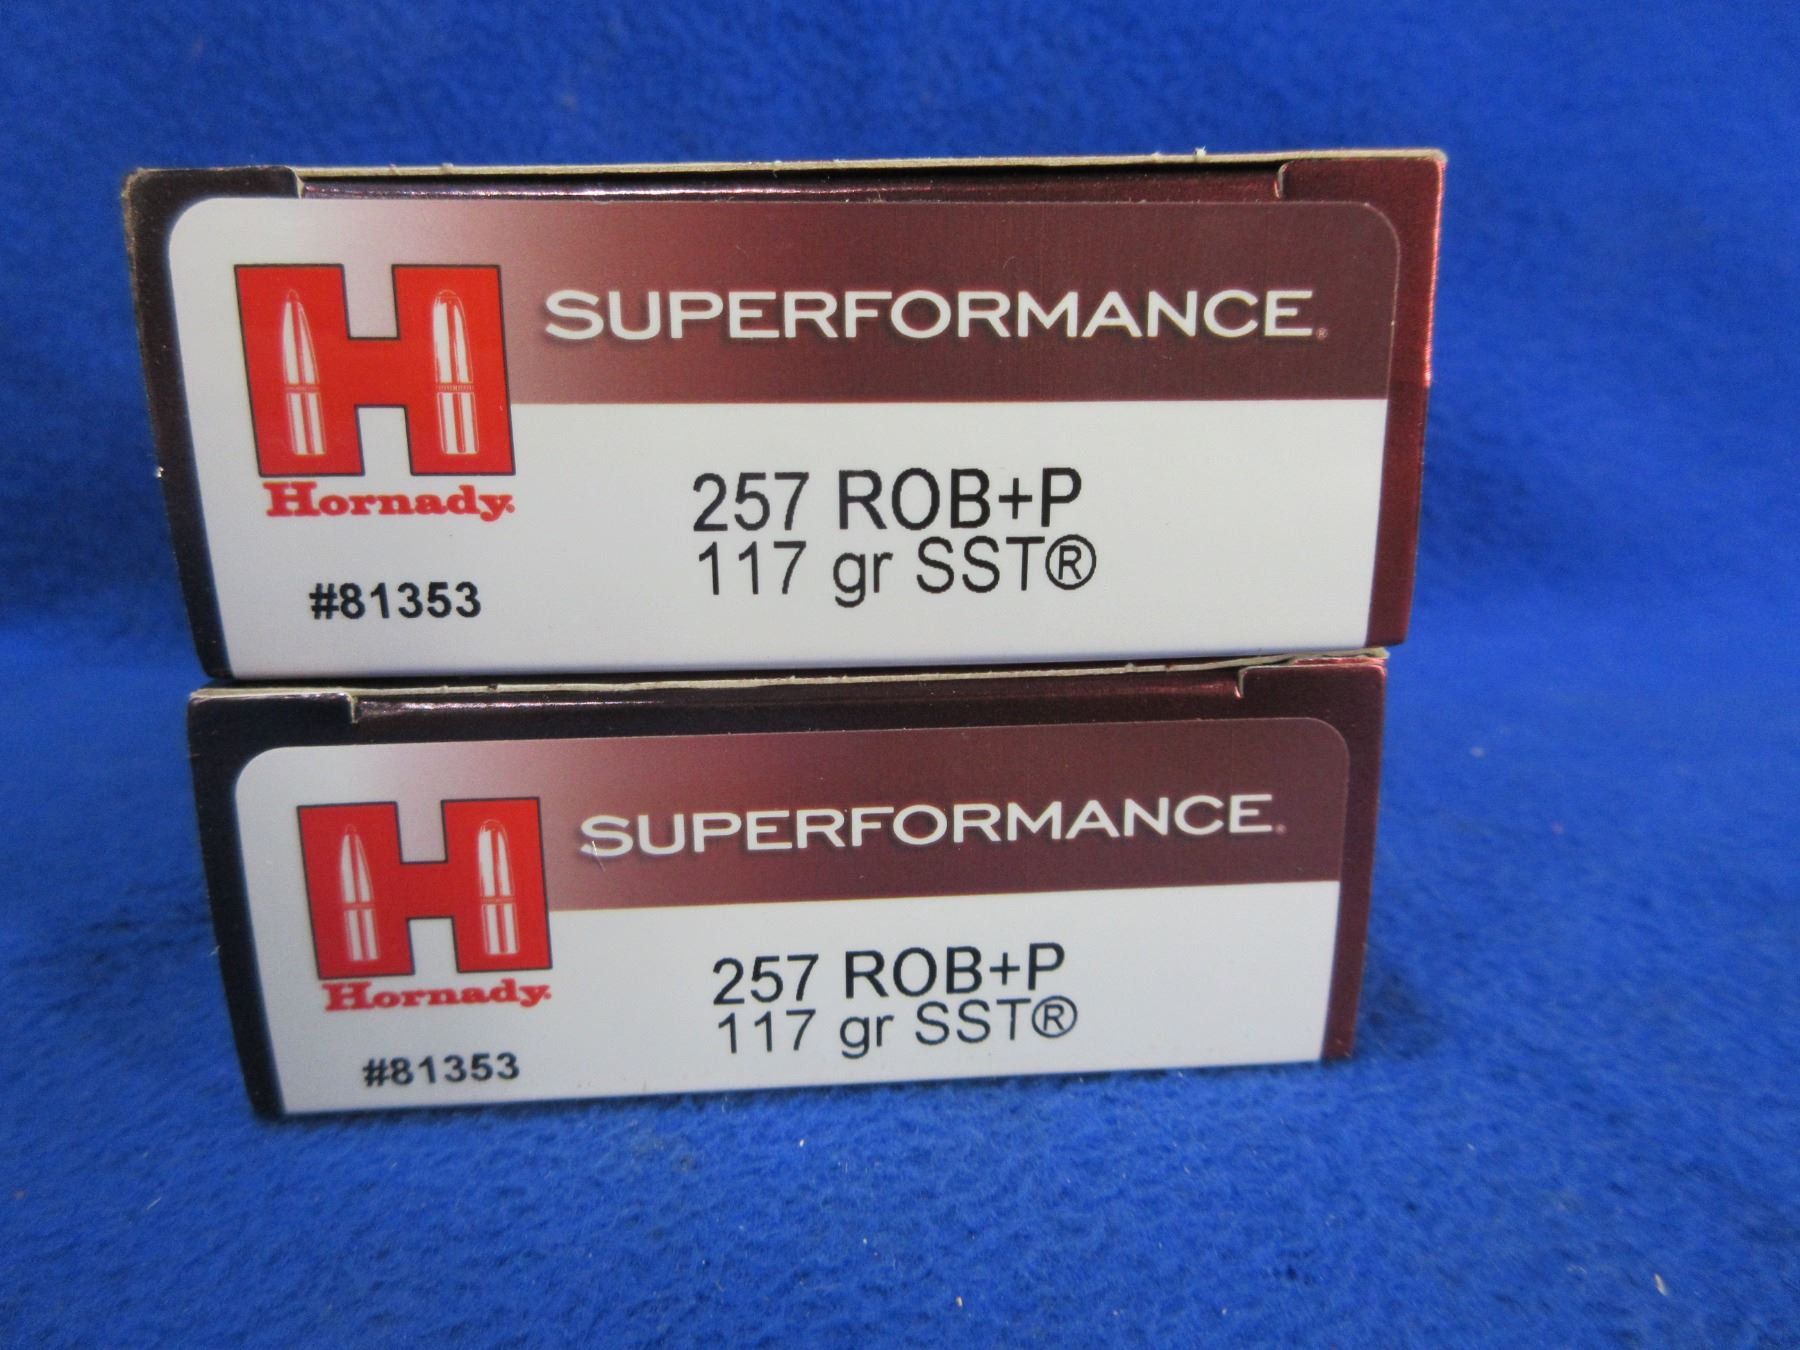 SUPERFORMANCE®
Hornady®
257 ROB+P
117 gr SST®
#81353
SUPERFORMANCE®
Hornady®
257 ROB+P
117 gr SST®
#81353